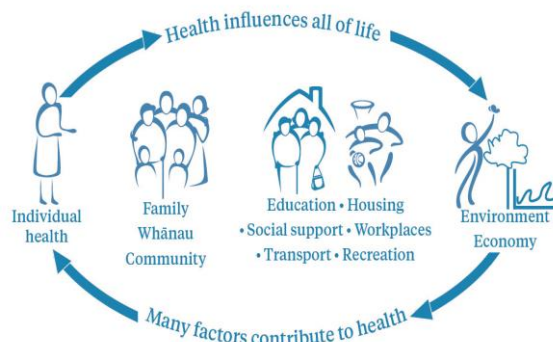 Health influences all of life
Individual
health
Family
Whānau
Community
Education • Housing
• Social support • Workplaces
• Transport • Recreation
Environment
Economy
Many factors contribute to health